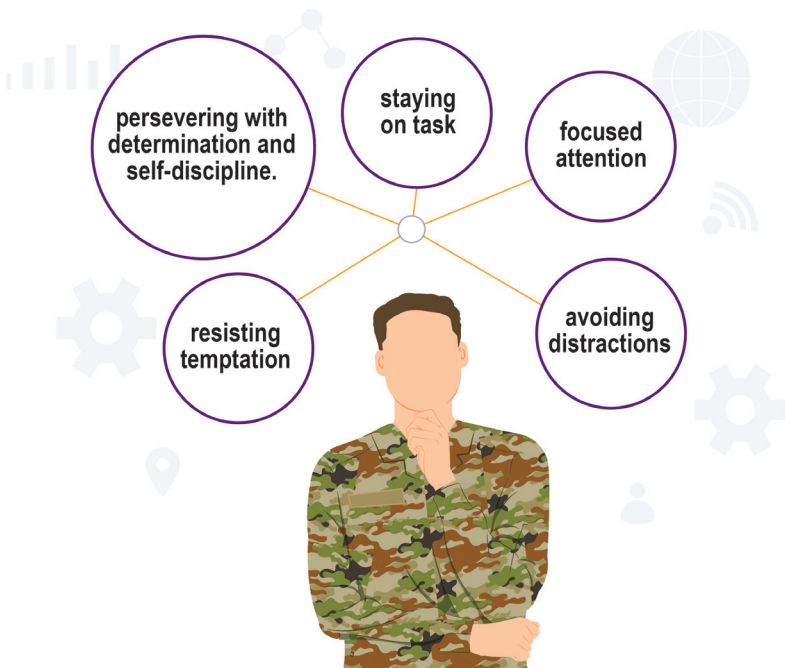 persevering with
determination and
self-discipline.
staying
on task
focused
attention
resisting
temptation
avoiding
distractions